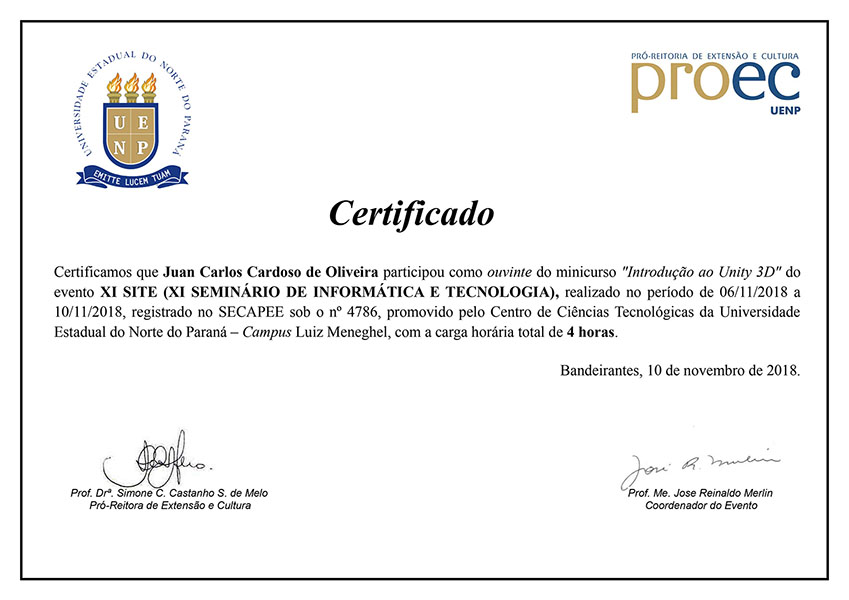 UNIVERSIDADE ESTADUAL DO NORTE DO PARANÁ
UE
NP
EMITTE LUCEM TUAM
PRÓ-REITORIA DE EXTENSÃO E CULTURA
proec
UENP
Certificado
Certificamos que Juan Carlos Cardoso de Oliveira participou como ouvinte do minicurso "Introdução ao Unity 3D" do
evento XI SITE (XI SEMINÁRIO DE INFORMÁTICA E TECNOLOGIA), realizado no período de 06/11/2018 a
10/11/2018, registrado no SECAPEE sob o nº 4786, promovido pelo Centro de Ciências Tecnológicas da Universidade
Estadual do Norte do Paraná – Campus Luiz Meneghel, com a carga horária total de 4 horas.
Bandeirantes, 10 de novembro de 2018.
Prof. Drª. Simone C. Castanho S. de Melo
Pró-Reitora de Extensão e Cultura
José R. Merlin
Prof. Me. Jose Reinaldo Merlin
Coordenador do Evento